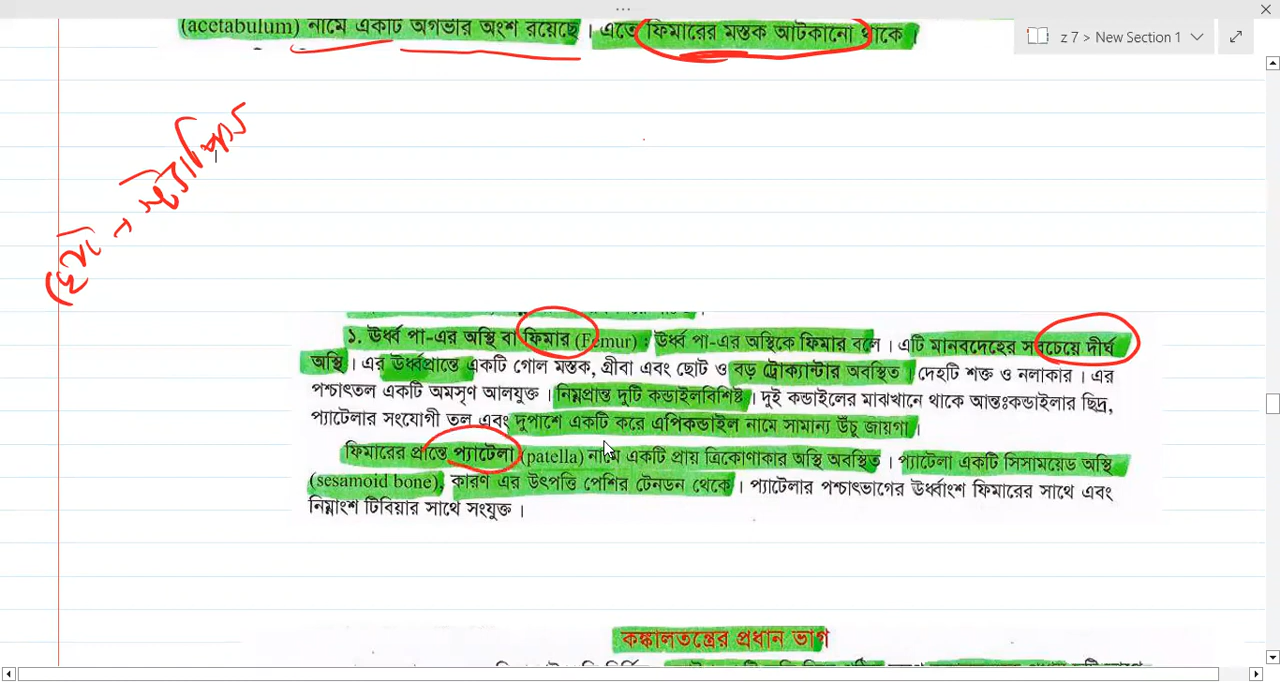 (acetabulum) নামে একটি অগভীর অংশ রয়েছে । এতে ফিমারের মস্তক আটকানো থাকে ।
z 7 > New Section 1
১. ঊর্ধ্ব পা-এর অস্থি বা ফিমার (Femur) : ঊর্ধ্ব পা-এর অস্থিকে ফিমার বলে । এটি মানবদেহের সবচেয়ে দীর্ঘ
অস্থি । এর ঊর্ধ্বপ্রান্তে একটি গোল মস্তক, গ্রীবা এবং ছোট ও বড় ট্রোক্যান্টার অবস্থিত । দেহটি শক্ত ও নলাকার । এর
পশ্চাৎতল একটি অমসৃণ আলযুক্ত । নিম্নপ্রান্ত দুটি কন্ডাইলবিশিষ্ট । দুই কন্ডাইলের মাঝখানে থাকে আন্তঃকন্ডাইলার ছিদ্র,
প্যাটেলার সংযোগী তল এবং দুপাশে একটি করে এপিকন্ডাইল নামে সামান্য উঁচু জায়গা ।
ফিমারের প্রান্তে প্যাটেলা (patella) নামে একটি প্রায় ত্রিকোণাকার অস্থি অবস্থিত । প্যাটেলা একটি সিসাময়েড অস্থি
(sesamoid bone), কারণ এর উৎপত্তি পেশির টেনডন থেকে । প্যাটেলার পশ্চাৎভাগের ঊর্ধ্বাংশ ফিমারের সাথে এবং
নিম্নাংশ টিবিয়ার সাথে সংযুক্ত ।
কঙ্কালতন্ত্রের প্রধান ভাগ